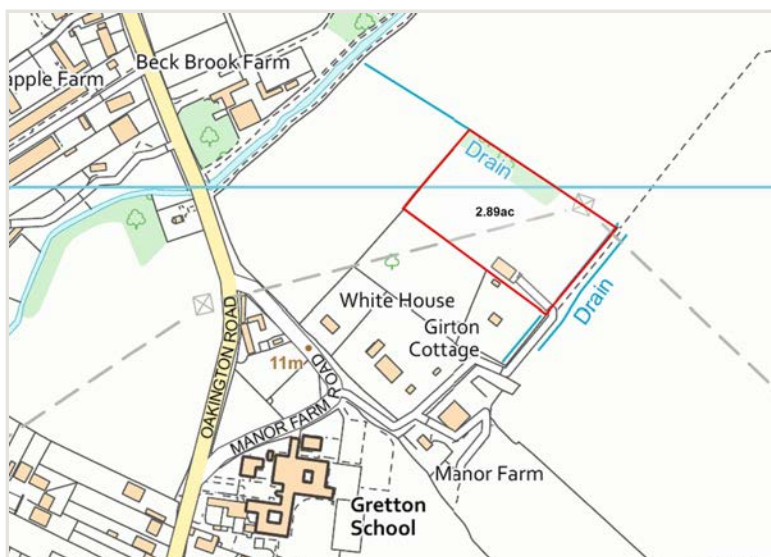 Beck Brook Farm
apple Farm
Drain
2.89ac
White House
Girton
Cottage
Drain
11m
OAKINGTON ROAD
MANOR FARM ROAD
Manor Farm
Gretton
School